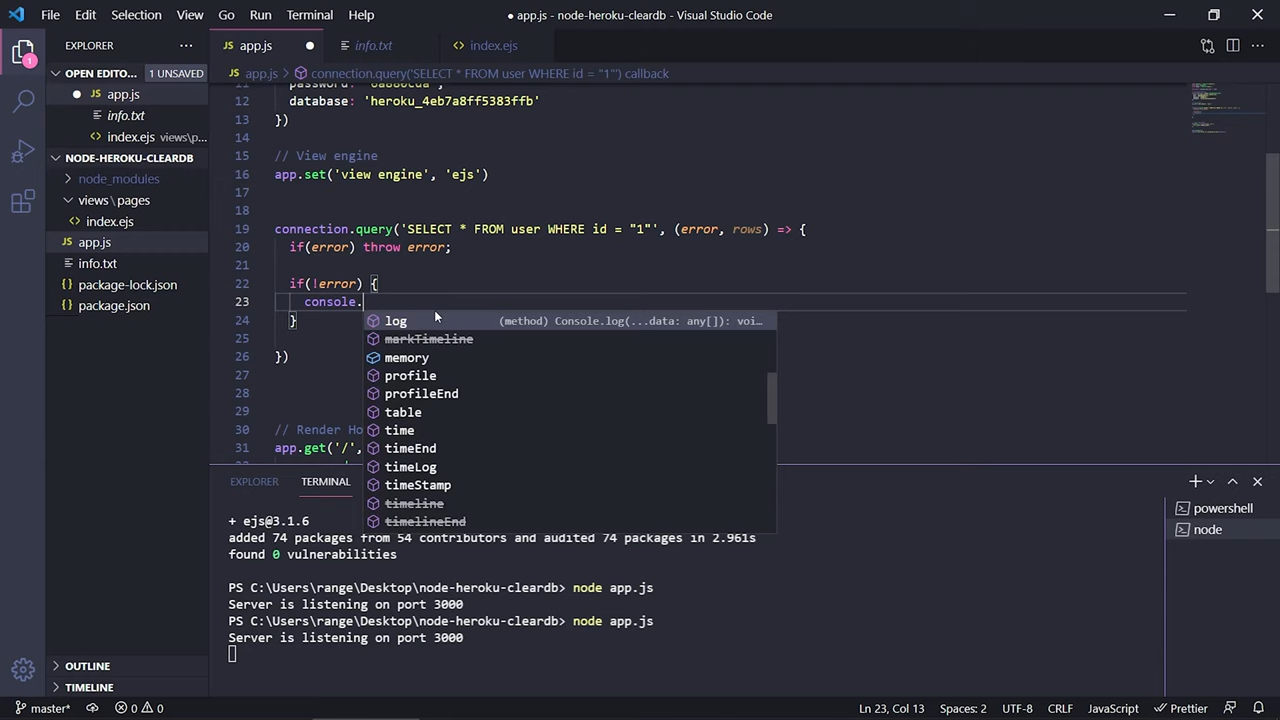 File Edit Selection View Go Run Terminal Help
● app.js - node-heroku-cleardb - Visual Studio Code
EXPLORER ···
JS app.js ●
info.txt
<> index.ejs
OPEN EDITO... 1 UNSAVED
JS app.js > connection.query('SELECT * FROM user WHERE id = "1"') callback
● JS app.js
info.txt
<> index.ejs views\p...
NODE-HEROKU-CLEARDB
> node_modules
views\pages
<> index.ejs
JS app.js
info.txt
{} package-lock.json
{} package.json
12 database: 'heroku_4eb7a8ff5383ffb'
13 })
14
15 // View engine
16 app.set('view engine', 'ejs')
17
18
19 connection.query('SELECT * FROM user WHERE id = "1"', (error, rows) => {
20 if(error) throw error;
21
22 if(!error) {
23 console.
24 }
25
26 })
27
28
29
30 // Render Ho
31 app.get('/',
log (method) Console.log(...data: any[]): voi...
markTimeline
memory
profile
profileEnd
table
time
timeEnd
timeLog
timeStamp
timeline
timelineEnd
EXPLORER TERMINAL
+ ejs@3.1.6
added 74 packages from 54 contributors and audited 74 packages in 2.961s
found 0 vulnerabilities
PS C:\Users\range\Desktop\node-heroku-cleardb> node app.js
Server is listening on port 3000
PS C:\Users\range\Desktop\node-heroku-cleardb> node app.js
Server is listening on port 3000
powershell
node
1
> OUTLINE
> TIMELINE
master* 0 0
Ln 23, Col 13 Spaces: 2 UTF-8 CRLF JavaScript Prettier